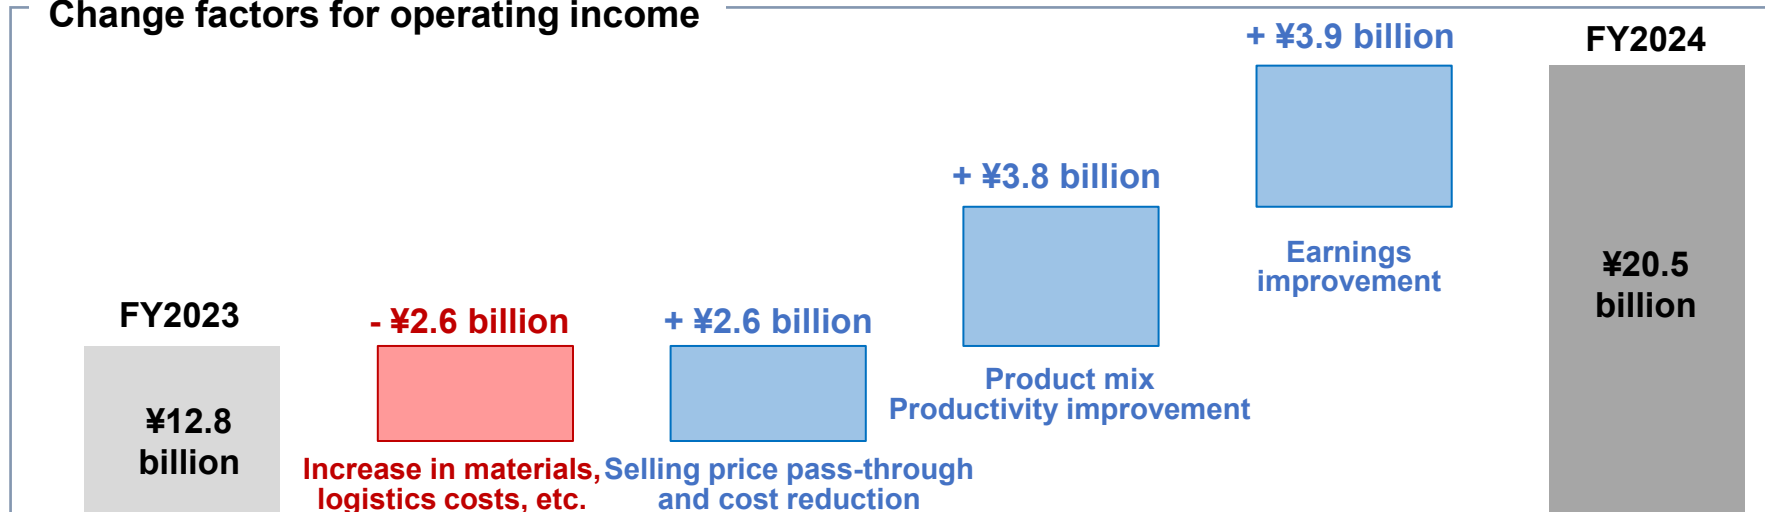 Change factors for operating income
FY2023
¥12.8
billion
- ¥2.6 billion
Increase in materials,
logistics costs, etc.
+ ¥2.6 billion
Selling price pass-through
and cost reduction
+ ¥3.8 billion
Product mix
Productivity improvement
+ ¥3.9 billion
Earnings
improvement
FY2024
¥20.5
billion